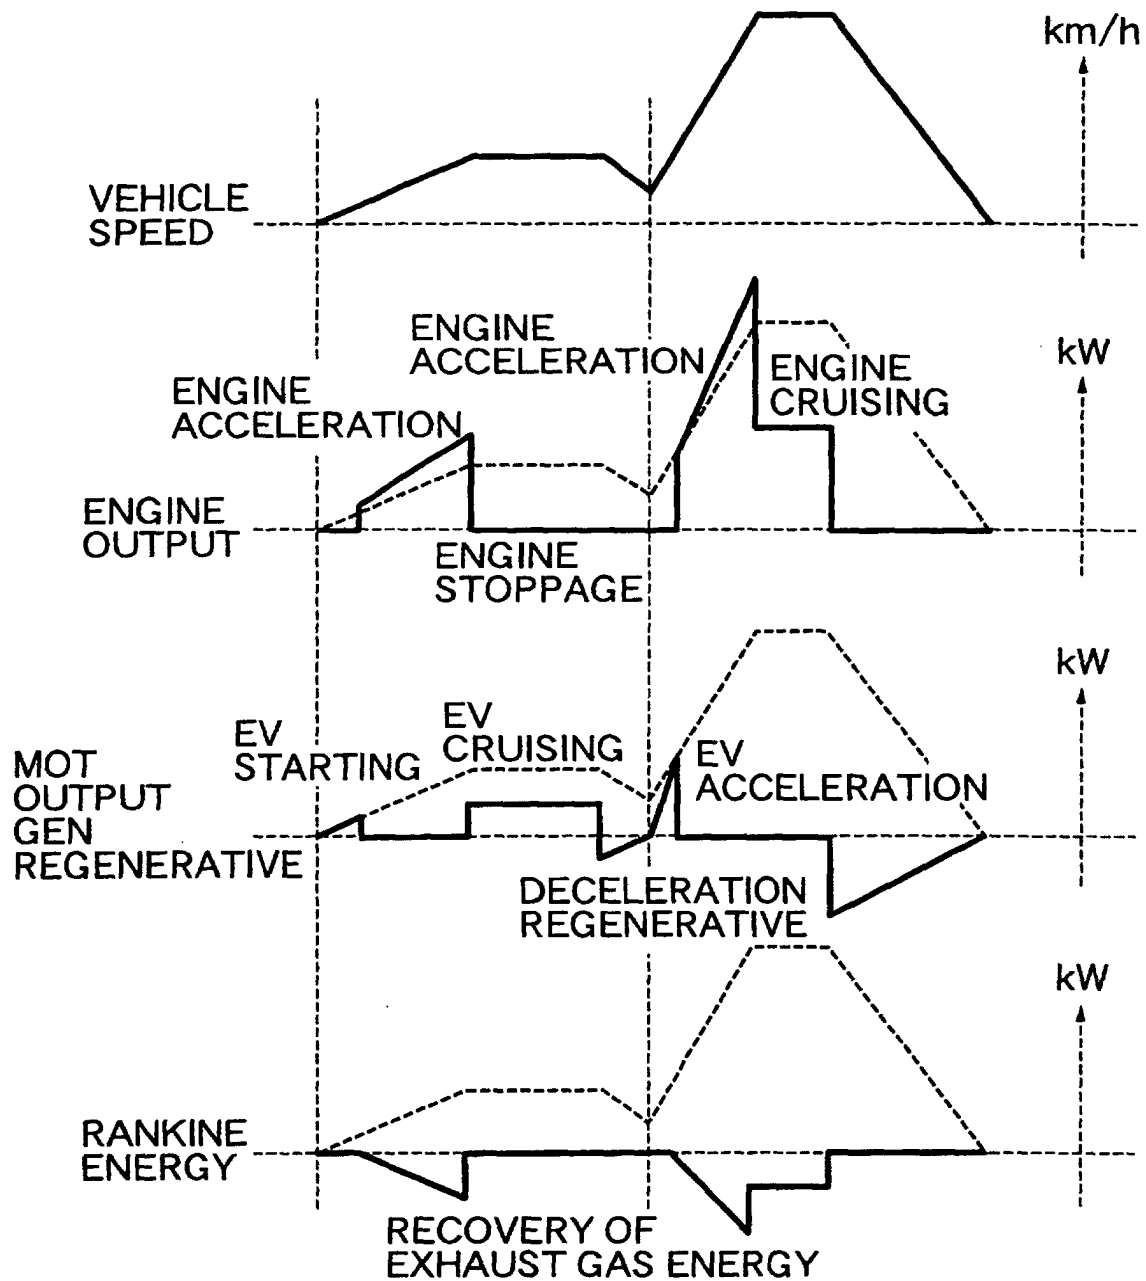 km/h
VEHICLE
SPEED
ENGINE
ACCELERATION
kW
ENGINE
CRUISING
ENGINE
ACCELERATION
ENGINE
OUTPUT
ENGINE
STOPPAGE
kW
EV
CRUISING
EV
STARTING
EV
ACCELERATION
MOT
OUTPUT
GEN
REGENERATIVE
DECELERATION
REGENERATIVE
kW
RANKINE
ENERGY
RECOVERY OF
EXHAUST GAS ENERGY